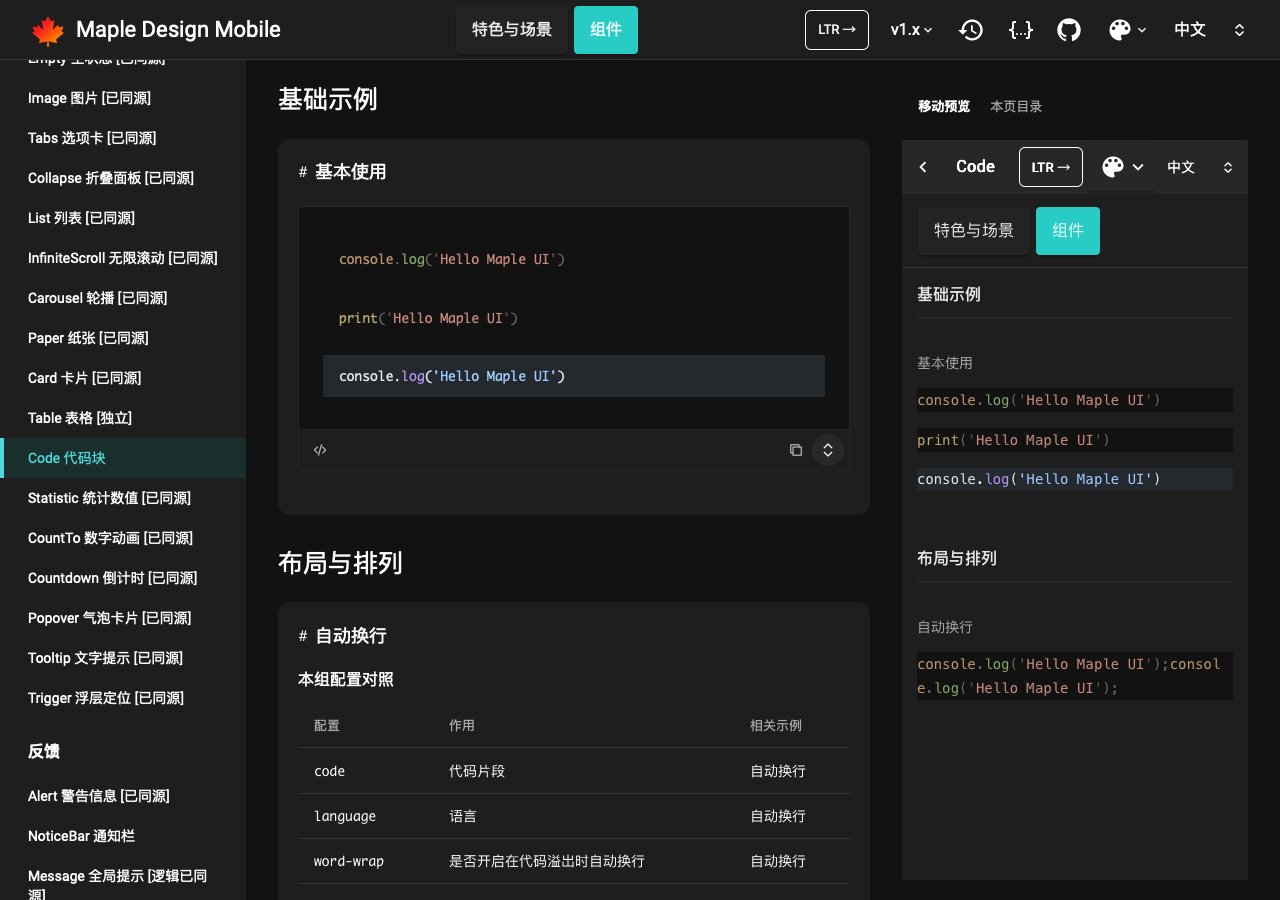 Maple Design Mobile
特色与场景
组件
LTR→
v1.x
{...}
中文
Empty 空状态 [已同源]
Image 图片 [已同源]
Tabs 选项卡 [已同源]
Collapse 折叠面板 [已同源]
List 列表 [已同源]
InfiniteScroll 无限滚动 [已同源]
Carousel 轮播 [已同源]
Paper 纸张 [已同源]
Card 卡片 [已同源]
Table 表格 [独立]
Code 代码块
Statistic 统计数值 [已同源]
CountTo 数字动画 [已同源]
Countdown 倒计时 [已同源]
Popover 气泡卡片 [已同源]
Tooltip 文字提示 [已同源]
Trigger 浮层定位 [已同源]
反馈
Alert 警告信息 [已同源]
NoticeBar 通知栏
Message 全局提示 [逻辑已同
源]
基础示例
# 基本使用
console.log('Hello Maple UI')
print('Hello Maple UI')
console.log('Hello Maple UI')
布局与排列
# 自动换行
本组配置对照
配置 作用 相关示例
code 代码片段 自动换行
language 语言 自动换行
word-wrap 是否开启在代码溢出时自动换行 自动换行
移动预览 本页目录
Code
LTR→
中文
特色与场景
组件
基础示例
基本使用
console.log('Hello Maple UI')
print('Hello Maple UI')
console.log('Hello Maple UI')
布局与排列
自动换行
console.log('Hello Maple UI');consol
e.log('Hello Maple UI');